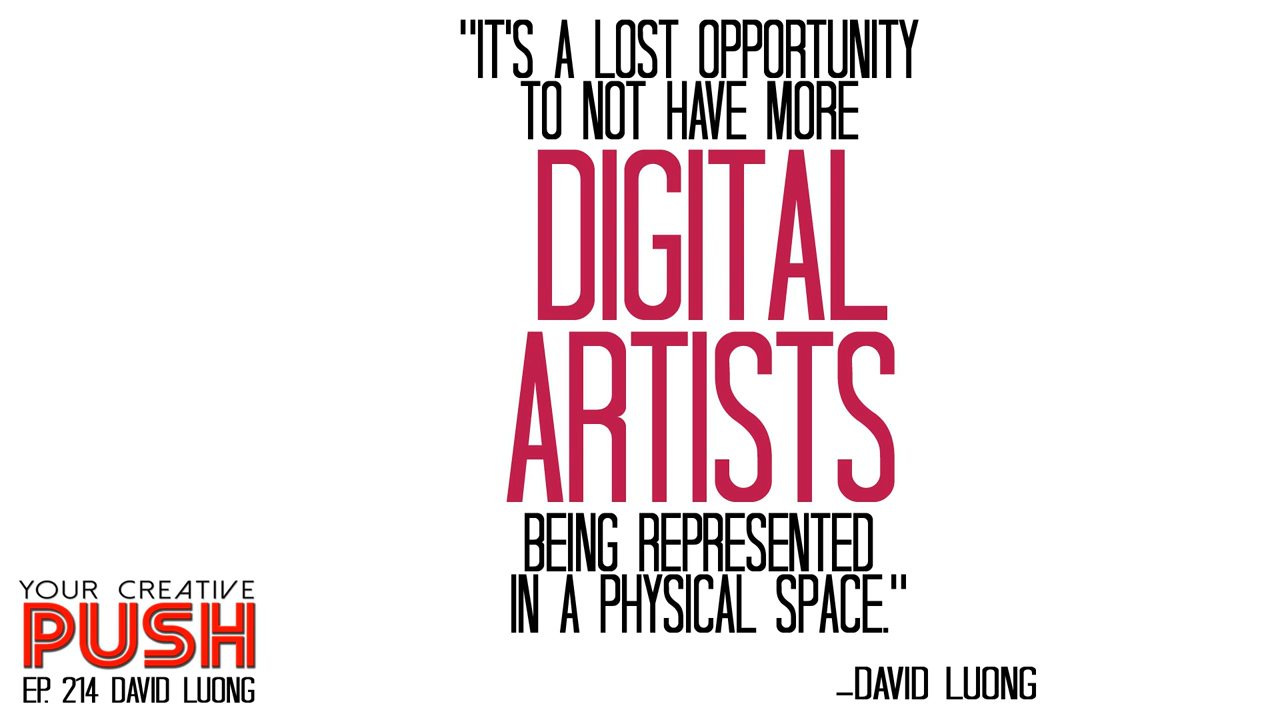 "IT'S A LOST OPPORTUNITY
TO NOT HAVE MORE
DIGITAL
ARTISTS
BEING REPRESENTED
IN A PHYSICAL SPACE."
–DAVID LUONG
YOUR CREATIVE
PUSH
EP. 214 DAVID LUONG